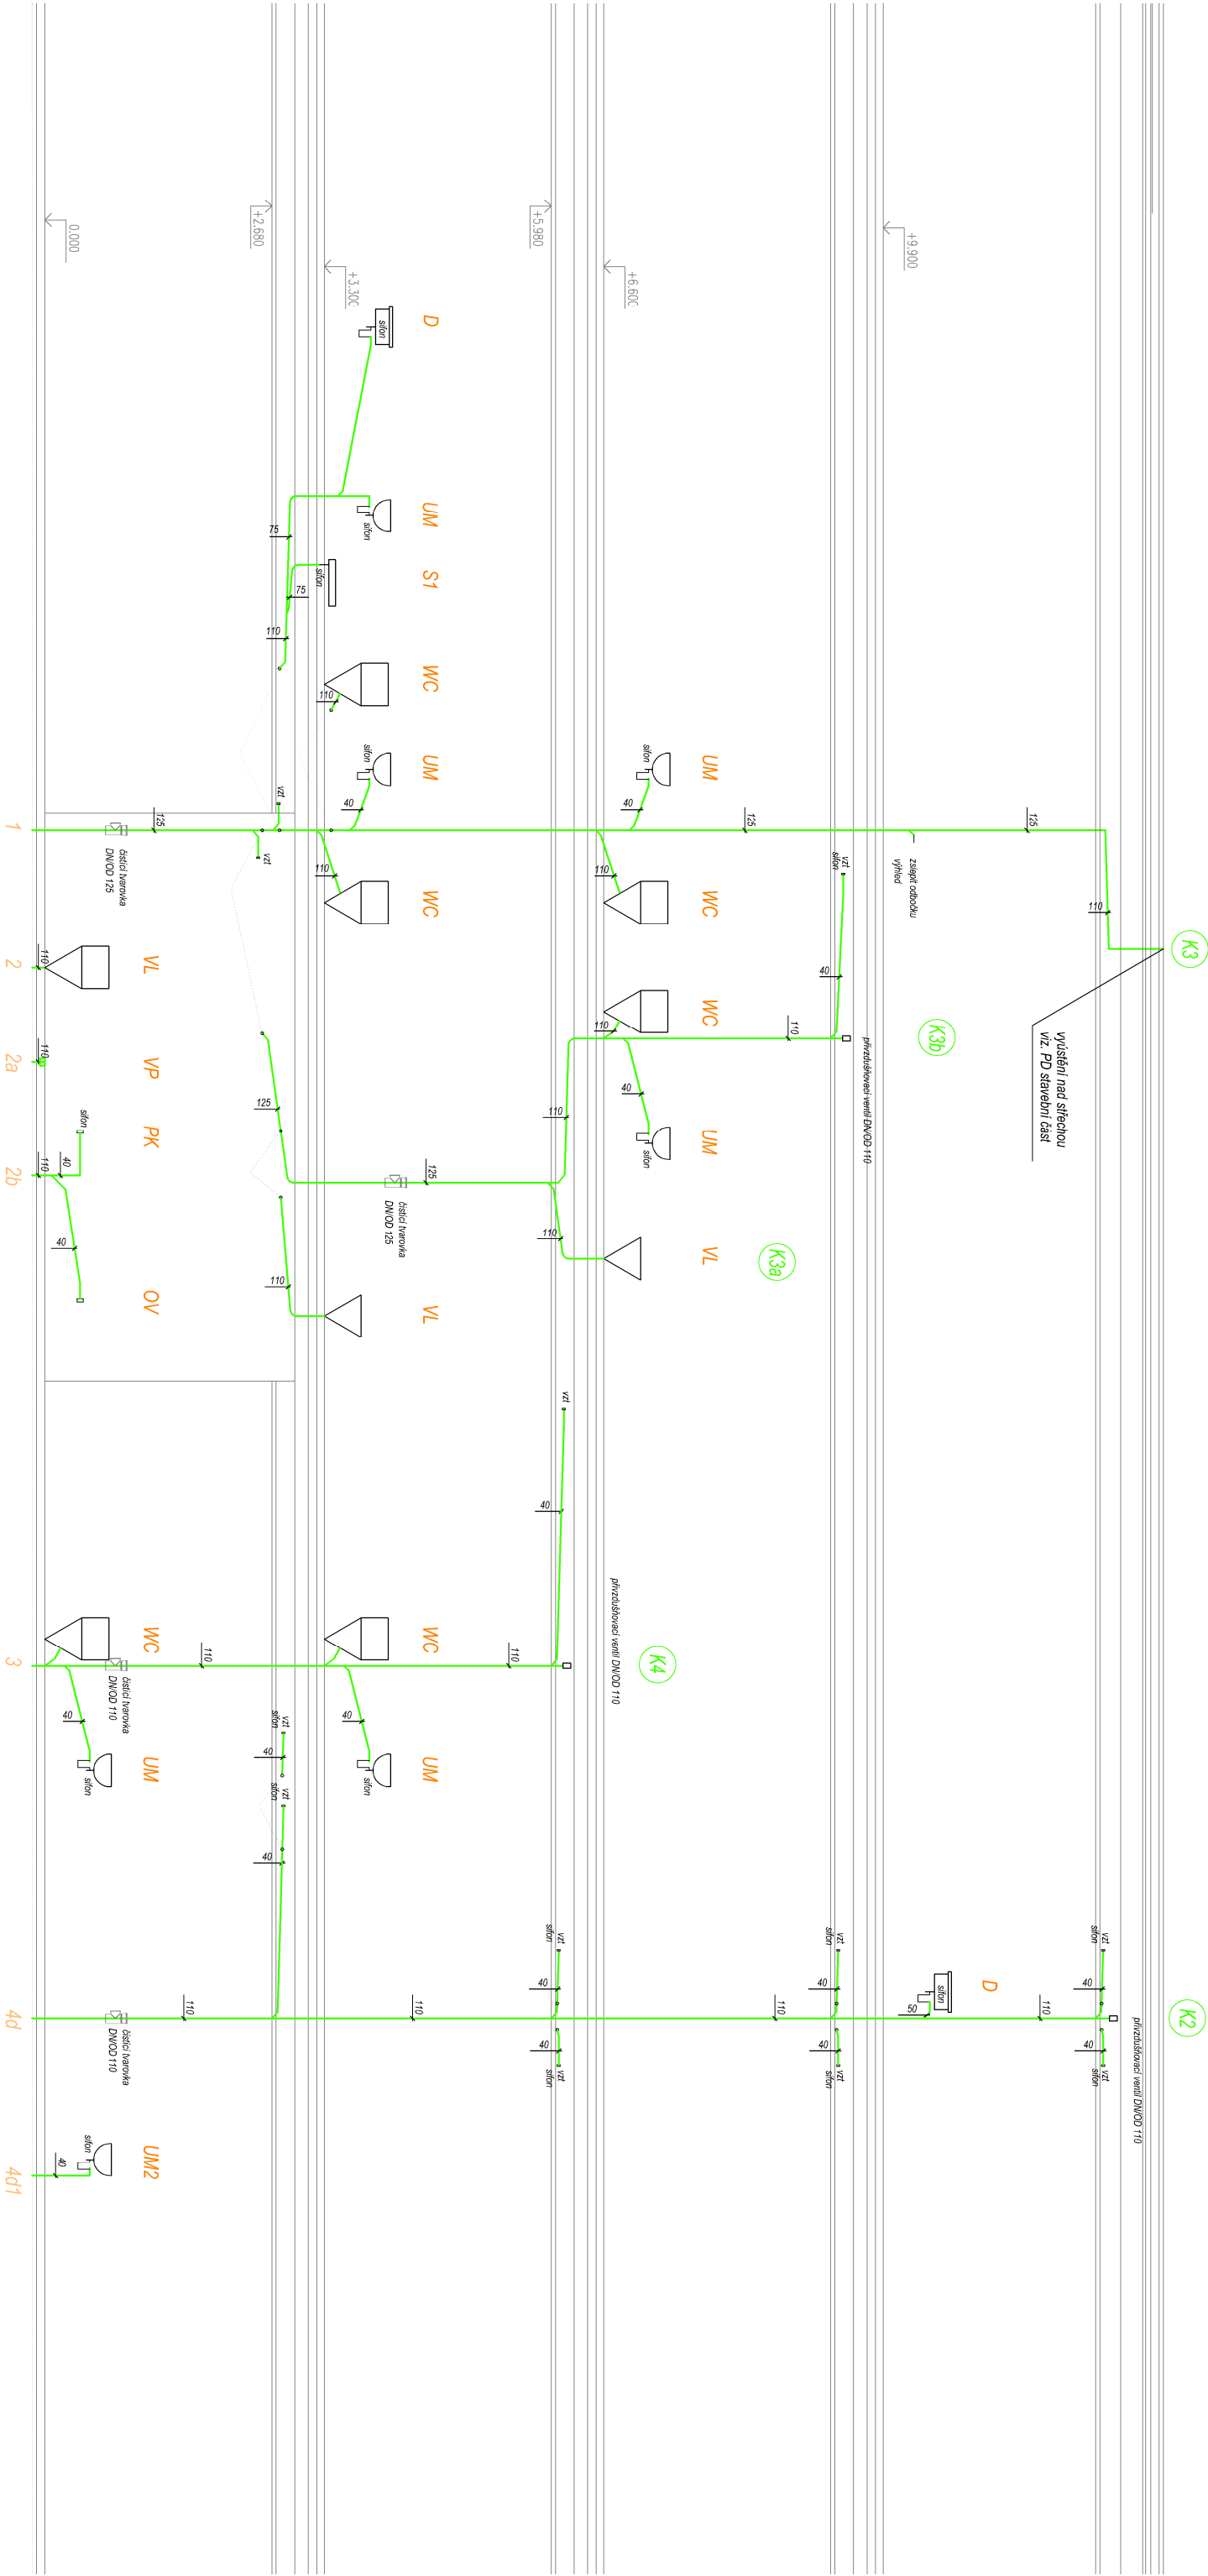 K3
K2
přivzdušňovací ventil DN/OD 110
110
vzt
sifon
40
40
vzt
sifon
vyústění nad střechou
viz. PD stavební část
125
110
D
sifon
50
K3b
+9.900
zslepit odbočku
výhled
přivzdušňovací ventil DN/OD 110
vzt
sifon
40
vzt
sifon
40
40
vzt
sifon
K3a
125
110
110
UM
WC
WC
UM
VL
K4
sifon
40
110
110
40
sifon
+6.600
přivzdušňovací ventil DN/OD 110
+5.980
110
110
vzt
40
vzt
sifon
40
40
vzt
sifon
110
D
UM
S1
WC
UM
WC
125
VL
WC
UM
110
sifon
sifon
sifon
čistící tvarovka
DN/OD 125
sifon
40
110
110
40
+3.300
sifon
75
75
110
+2.680
vzt
vzt
125
110
vzt
sifon
40
vzt
sifon
40
110
110
125
VL
VP
PK
OV
WC
UM
UM2
čistící tvarovka
DN/OD 125
čistící tvarovka
DN/OD 110
čistící tvarovka
DN/OD 110
0.000
sifon
40
40
sifon
sifon
40
110
110
110
40
1
2
2a
2b
3
4d
4d1